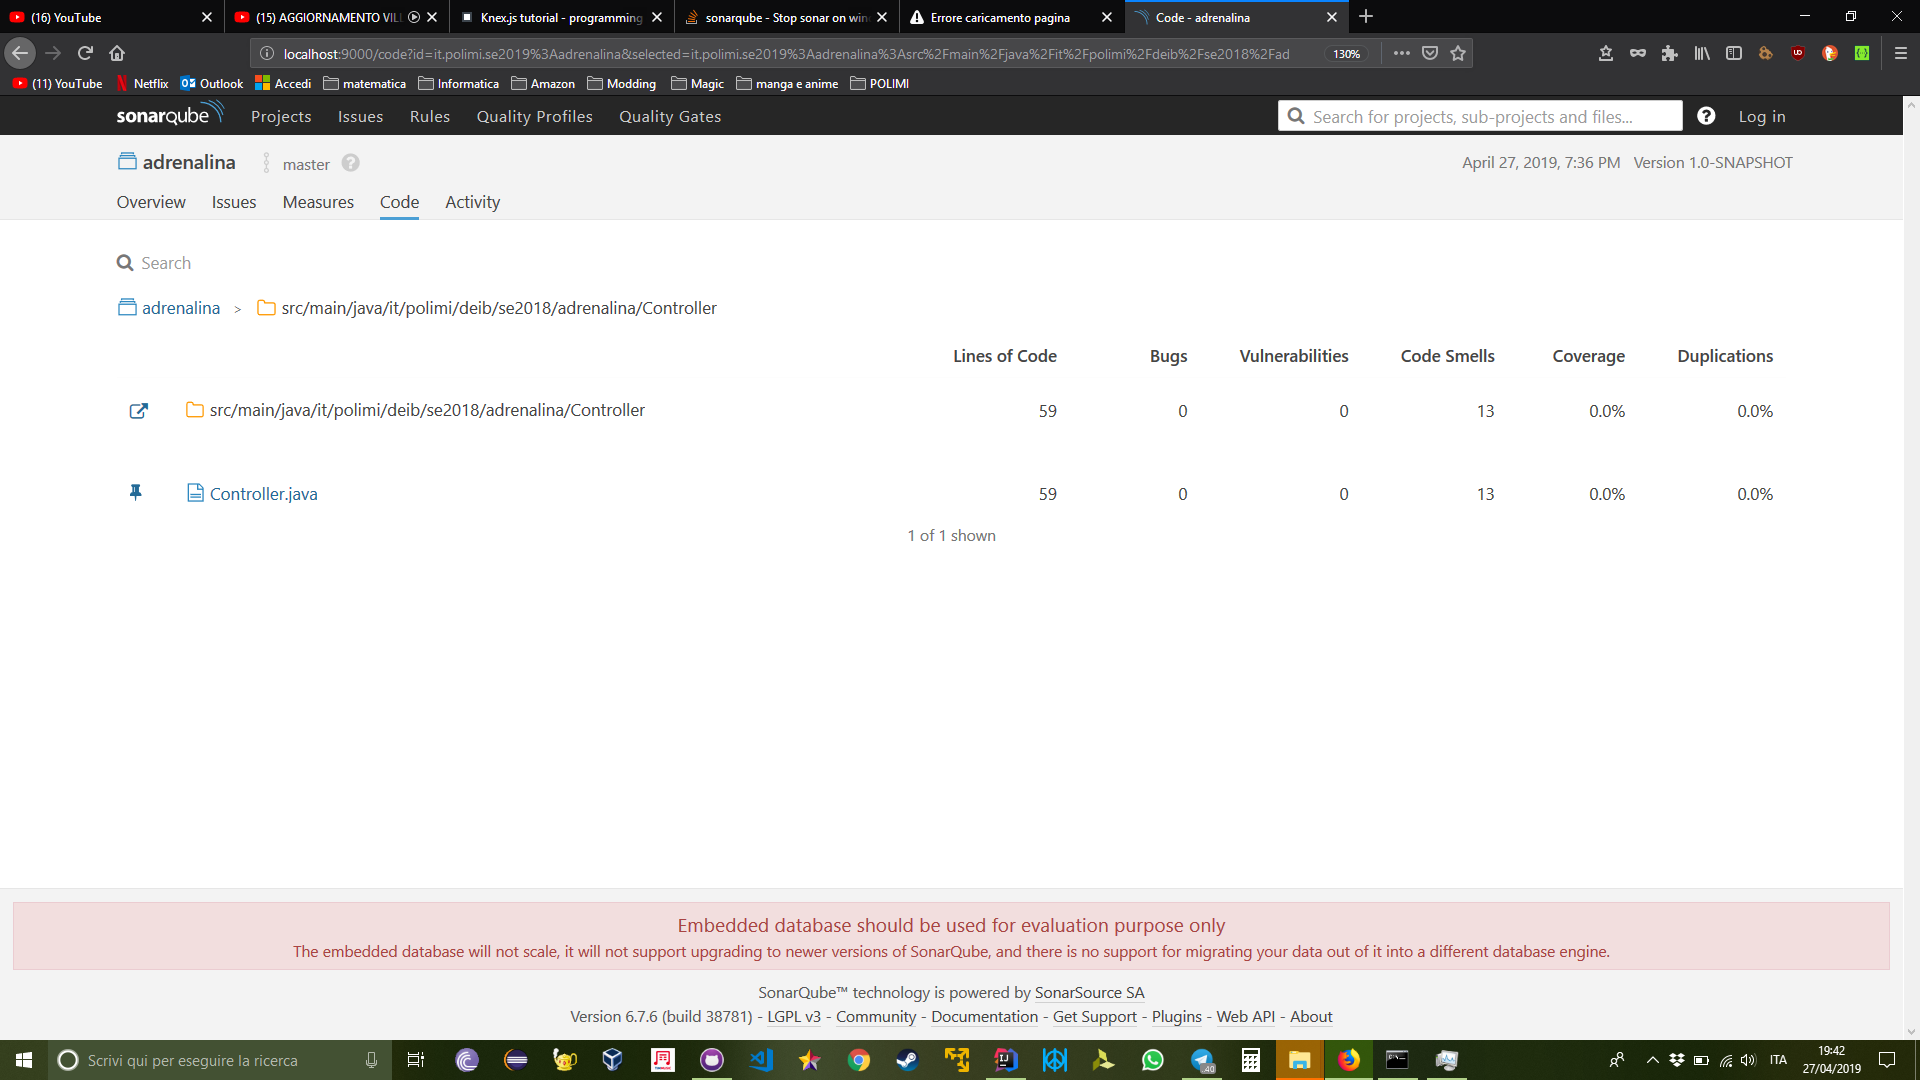 (16) YouTube
(15) AGGIORNAMENTO VIL
Knex.js tutorial - programming
sonarqube - Stop sonar on win
Errore caricamento pagina
Code - adrenalina
localhost:9000/code?id=it.polimi.se2019%3Aadrenalina&selected=it.polimi.se2019%3Aadrenalina%3Asrc%2Fmain%2Fjava%2Fit%2Fpolimi%2Fdeib%2Fse2018%2Fad
130%
(11) YouTube Netflix Outlook Accedi matematica Informatica Amazon Modding Magic manga e anime POLIMI
sonarqube Projects Issues Rules Quality Profiles Quality Gates Search for projects, sub-projects and files... Log in
adrenalina master April 27, 2019, 7:36 PM Version 1.0-SNAPSHOT
Overview Issues Measures Code Activity
Search
adrenalina > src/main/java/it/polimi/deib/se2018/adrenalina/Controller
Lines of Code Bugs Vulnerabilities Code Smells Coverage Duplications
src/main/java/it/polimi/deib/se2018/adrenalina/Controller 59 0 0 13 0.0% 0.0%
Controller.java 59 0 0 13 0.0% 0.0%
1 of 1 shown
Embedded database should be used for evaluation purpose only
The embedded database will not scale, it will not support upgrading to newer versions of SonarQube, and there is no support for migrating your data out of it into a different database engine.
SonarQube™ technology is powered by SonarSource SA
Version 6.7.6 (build 38781) - LGPL v3 - Community - Documentation - Get Support - Plugins - Web API - About
Scrivi qui per eseguire la ricerca
40
ITA
19:42
27/04/2019